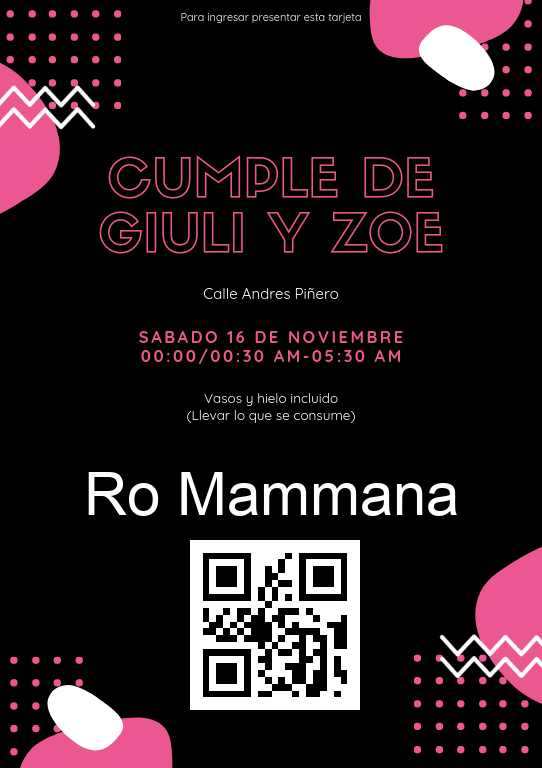 Para ingresar presentar esta tarjeta
CUMPLE DE
GIULI Y ZOE
Calle Andres Piñero
SABADO 16 DE NOVIEMBRE
00:00/00:30 AM-05:30 AM
Vasos y hielo incluido
(Llevar lo que se consume)
Ro Mammana